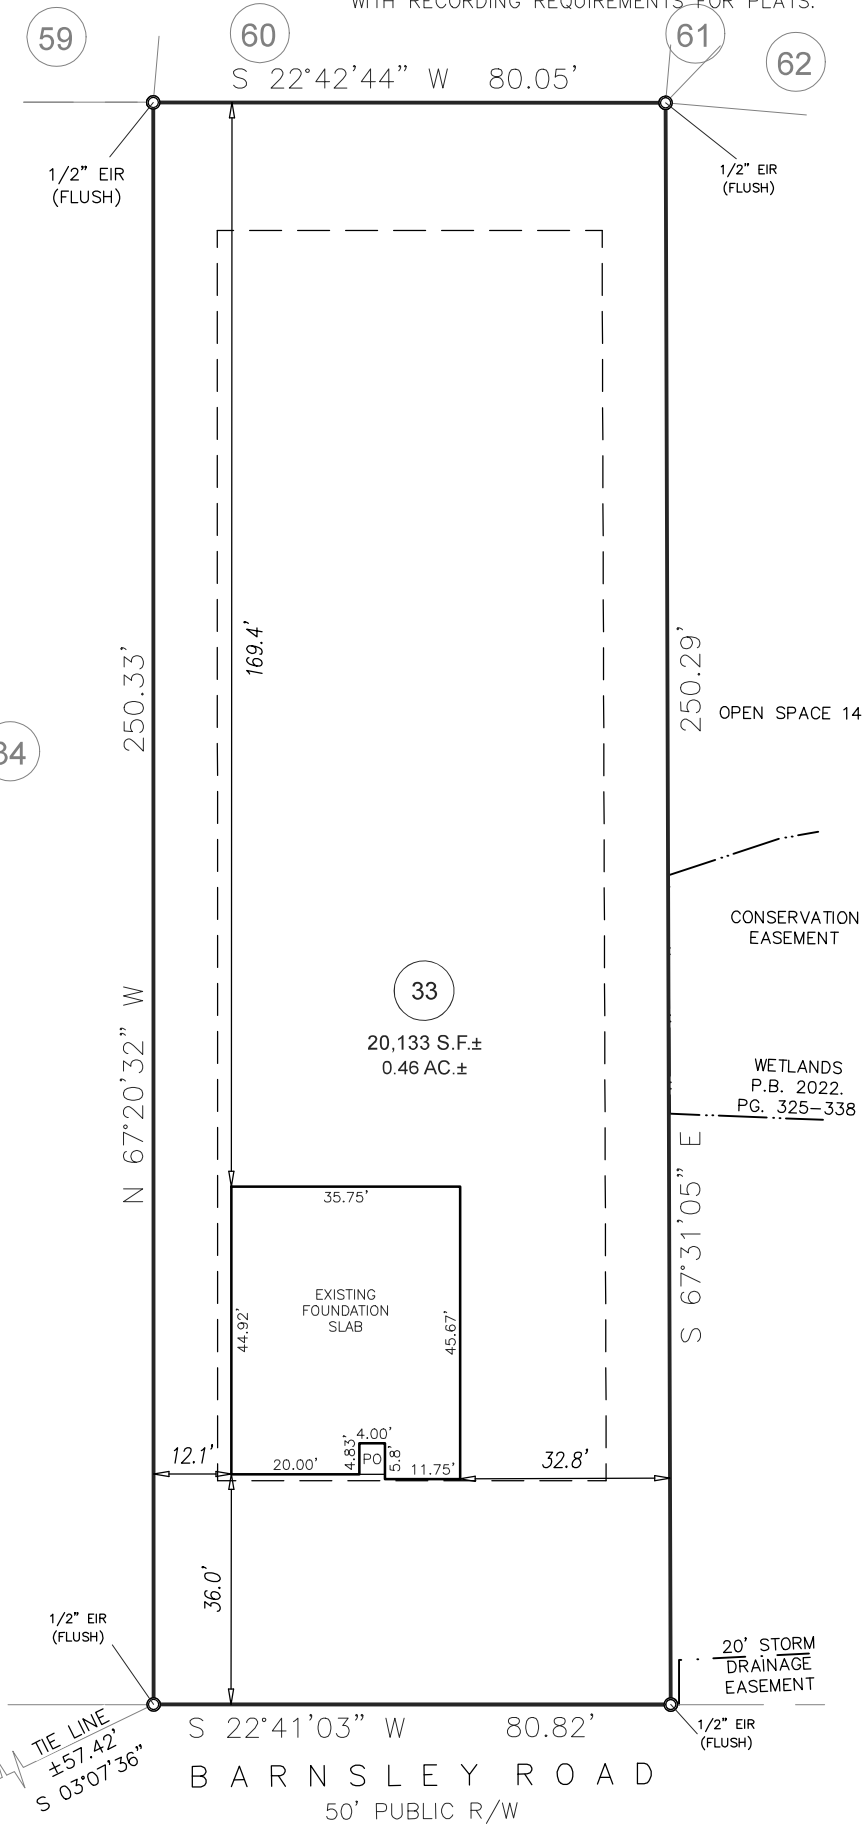 WITH RECORDING REQUIREMENTS FOR PLATS.
59
60
61
62
S 22°42'44" W 80.05'
1/2" EIR
(FLUSH)
1/2" EIR
(FLUSH)
169.4'
250.33'
250.29'
OPEN SPACE 14
34
CONSERVATION
EASEMENT
33
20,133 S.F.±
0.46 AC.±
N 67°20'32" W
WETLANDS
P.B. 2022.
PG. 325-338
S 67°31'05" E
35.75'
EXISTING
FOUNDATION
SLAB
44.92'
45.67'
4.00'
4.83'
PO
5.8'
20.00'
11.75'
12.1'
32.8'
36.0'
1/2" EIR
(FLUSH)
20' STORM
DRAINAGE
EASEMENT
TIE LINE
±57.42'
S 03°07'36"
S 22°41'03" W 80.82'
1/2" EIR
(FLUSH)
BARNSLEY ROAD
50' PUBLIC R/W